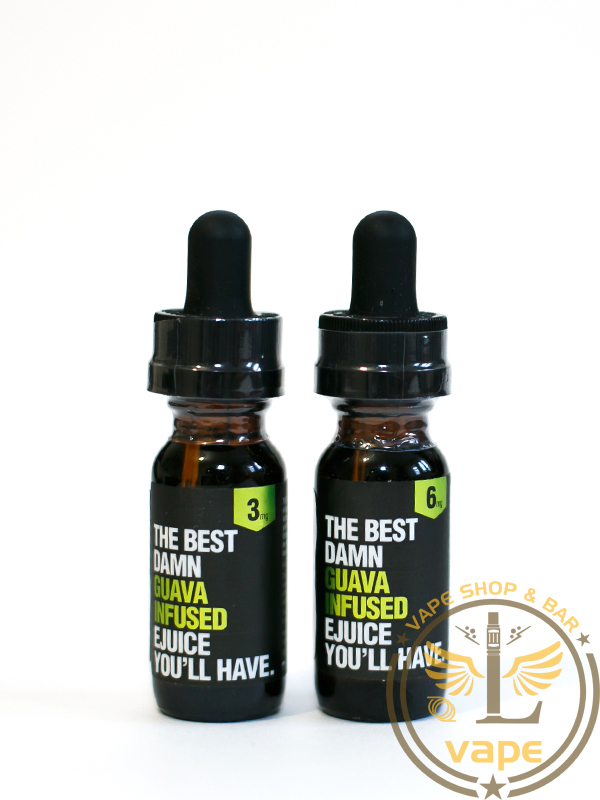 3mg
THE BEST
DAMN
GUAVA
INFUSED
EJUICE
YOU'LL HAVE.
6mg
THE BEST
DAMN
GUAVA
INFUSED
EJUICE
YOU'LL HAVE.
VAPE SHOP & BAR
L
vape